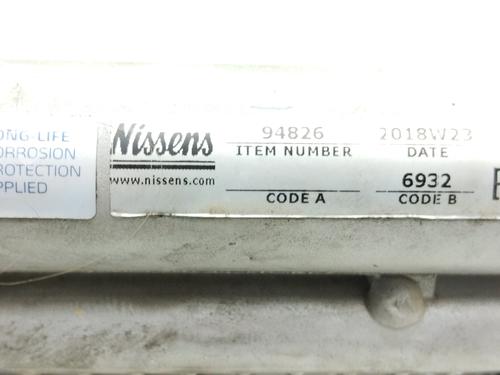 ONG-LIFE
ORROSION
ROTECTION
PPLIED
Nissens
www.nissens.com
94826
ITEM NUMBER
CODE A
2018W23
DATE
6932
CODE B